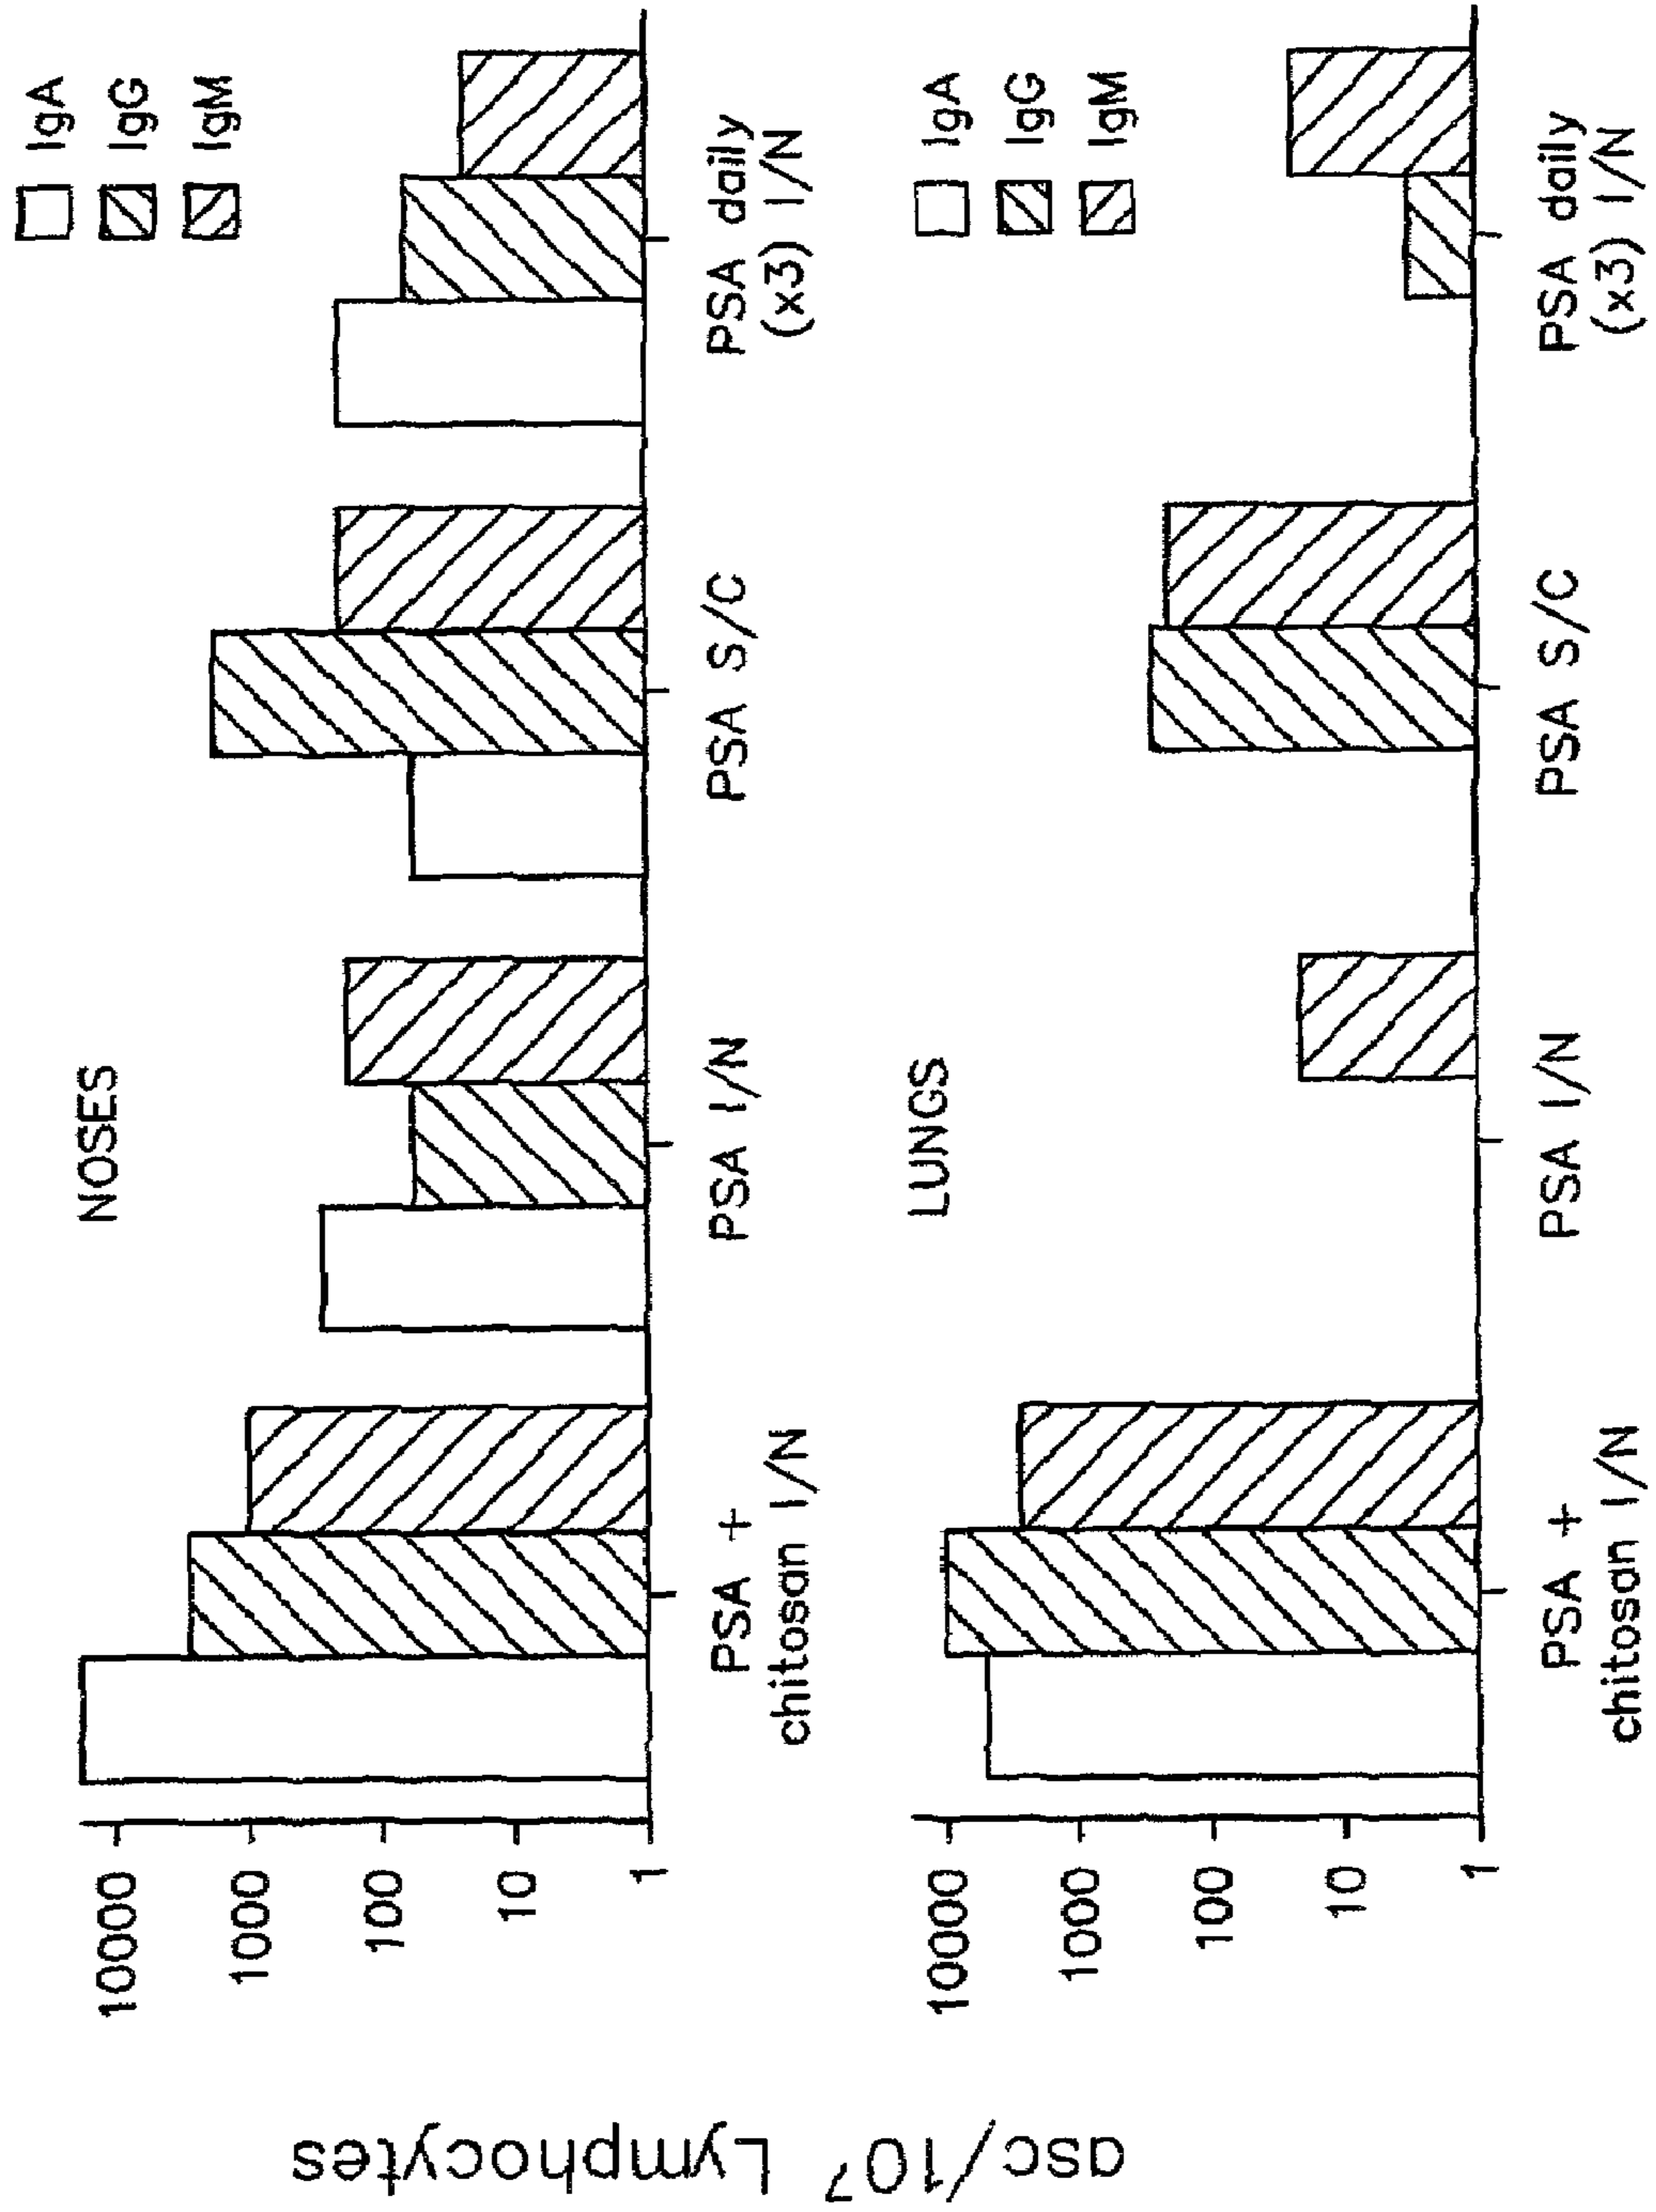 asc/10⁷ Lymphocytes
NOSES
IgA
IgG
IgM
10000
1000
100
10
1
PSA +
chitosan I/N
PSA I/N
PSA S/C
PSA daily
(x3) I/N
LUNGS
IgA
IgG
IgM
10000
1000
100
10
1
PSA +
chitosan I/N
PSA I/N
PSA S/C
PSA daily
(x3) I/N